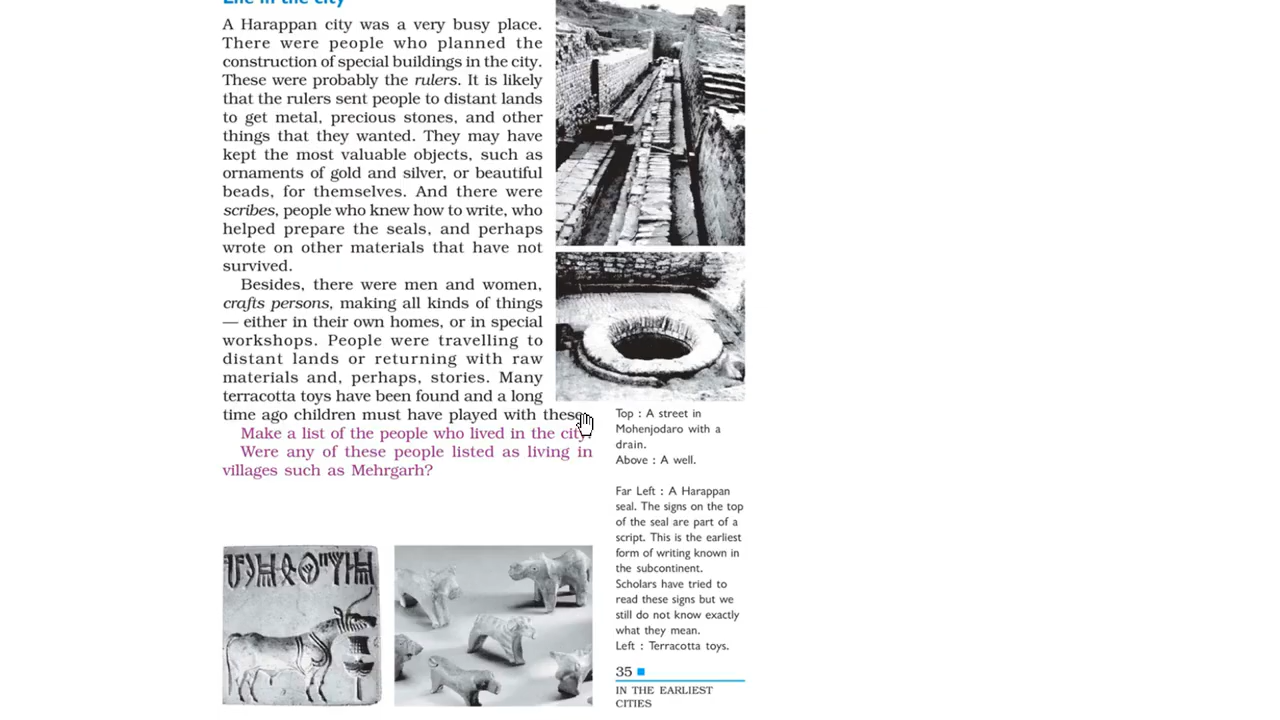 Life in the city
A Harappan city was a very busy place.
There were people who planned the
construction of special buildings in the city.
These were probably the rulers. It is likely
that the rulers sent people to distant lands
to get metal, precious stones, and other
things that they wanted. They may have
kept the most valuable objects, such as
ornaments of gold and silver, or beautiful
beads, for themselves. And there were
scribes, people who knew how to write, who
helped prepare the seals, and perhaps
wrote on other materials that have not
survived.
Besides, there were men and women,
crafts persons, making all kinds of things
— either in their own homes, or in special
workshops. People were travelling to
distant lands or returning with raw
materials and, perhaps, stories. Many
terracotta toys have been found and a long
time ago children must have played with these.
Make a list of the people who lived in the city.
Were any of these people listed as living in
villages such as Mehrgarh?
Top : A street in
Mohenjodaro with a
drain.
Above : A well.
Far Left : A Harappan
seal. The signs on the top
of the seal are part of a
script. This is the earliest
form of writing known in
the subcontinent.
Scholars have tried to
read these signs but we
still do not know exactly
what they mean.
Left : Terracotta toys.
35
IN THE EARLIEST
CITIES